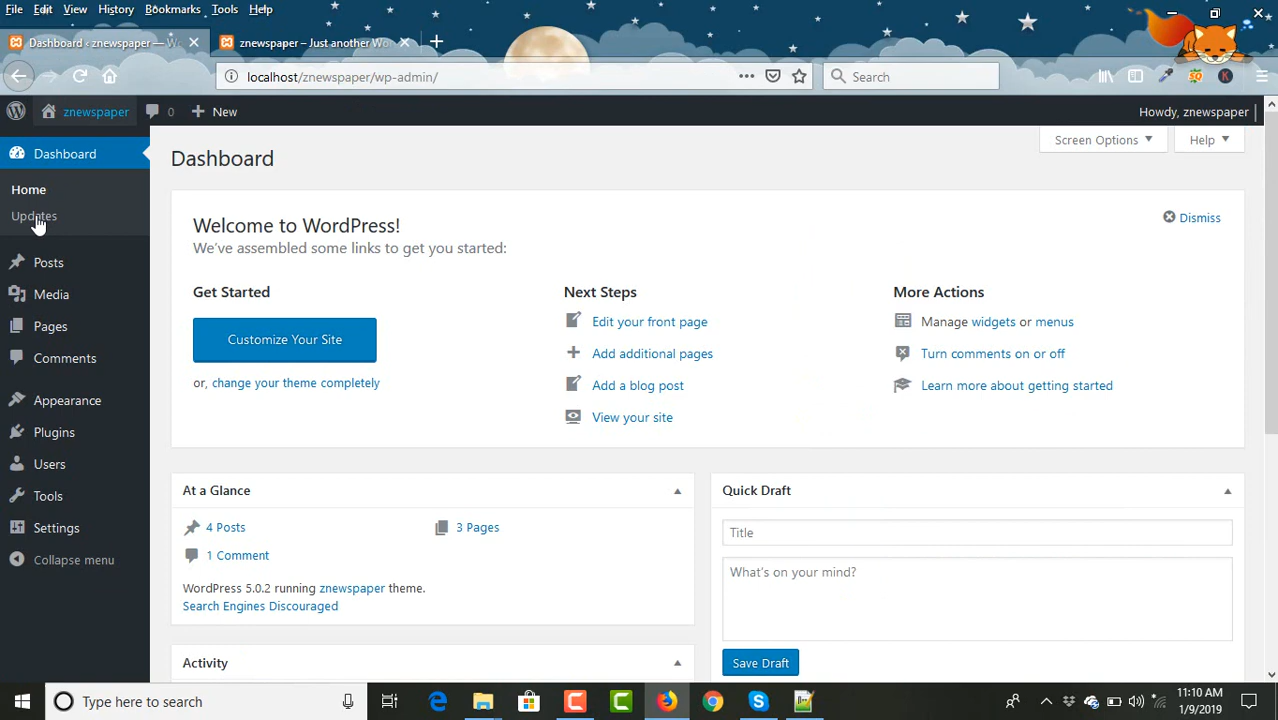 File Edit View History Bookmarks Tools Help
Dashboard ‹ znewspaper — W
znewspaper – Just another Wo
localhost/znewspaper/wp-admin/
Search
znewspaper 0 New
Howdy, znewspaper
Dashboard
Home
Updates
Posts
Media
Pages
Comments
Appearance
Plugins
Users
Tools
Settings
Collapse menu
Screen Options
Help
Dashboard
Welcome to WordPress!
We've assembled some links to get you started:
Dismiss
Get Started
Customize Your Site
or, change your theme completely
Next Steps
Edit your front page
Add additional pages
Add a blog post
View your site
More Actions
Manage widgets or menus
Turn comments on or off
Learn more about getting started
At a Glance
4 Posts
3 Pages
1 Comment
WordPress 5.0.2 running znewspaper theme.
Search Engines Discouraged
Activity
Quick Draft
Title
What's on your mind?
Save Draft
Type here to search
11:10 AM
1/9/2019